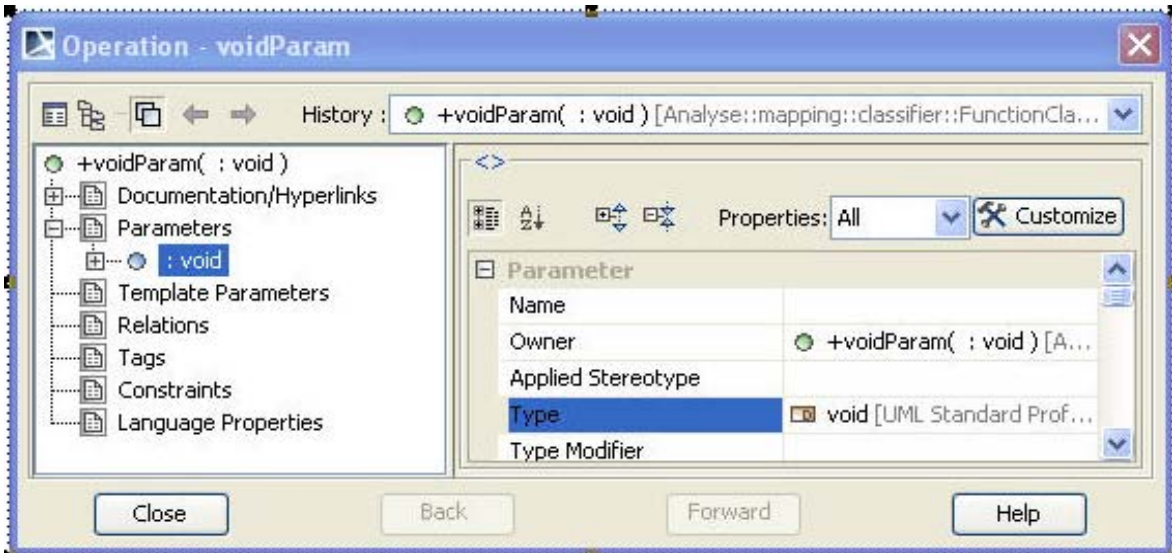 Operation - voidParam
History : +voidParam( : void ) [Analyse::mapping::classifier::FunctionCla...
+voidParam( : void )
Documentation/Hyperlinks
Parameters
: void
Template Parameters
Relations
Tags
Constraints
Language Properties
<>
Properties: All Customize
Parameter
Name
Owner +voidParam( : void ) [A...
Applied Stereotype
Type void [UML Standard Prof...
Type Modifier
Close Back Forward Help